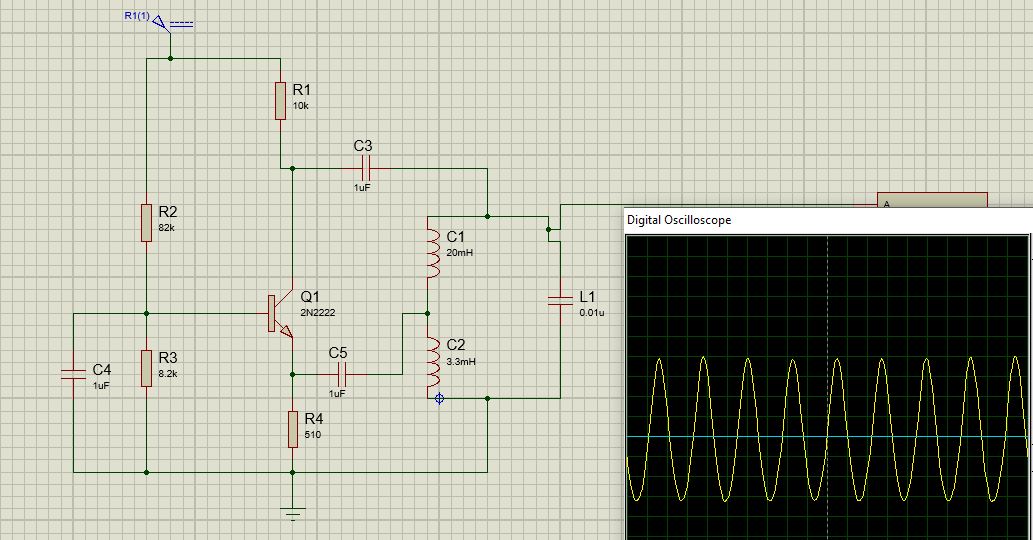 R1(1)
R1
10k
C3
1uF
R2
82k
A
Digital Oscilloscope
C1
20mH
Q1
2N2222
L1
0.01u
C4
1uF
R3
8.2k
C5
1uF
C2
3.3mH
R4
510